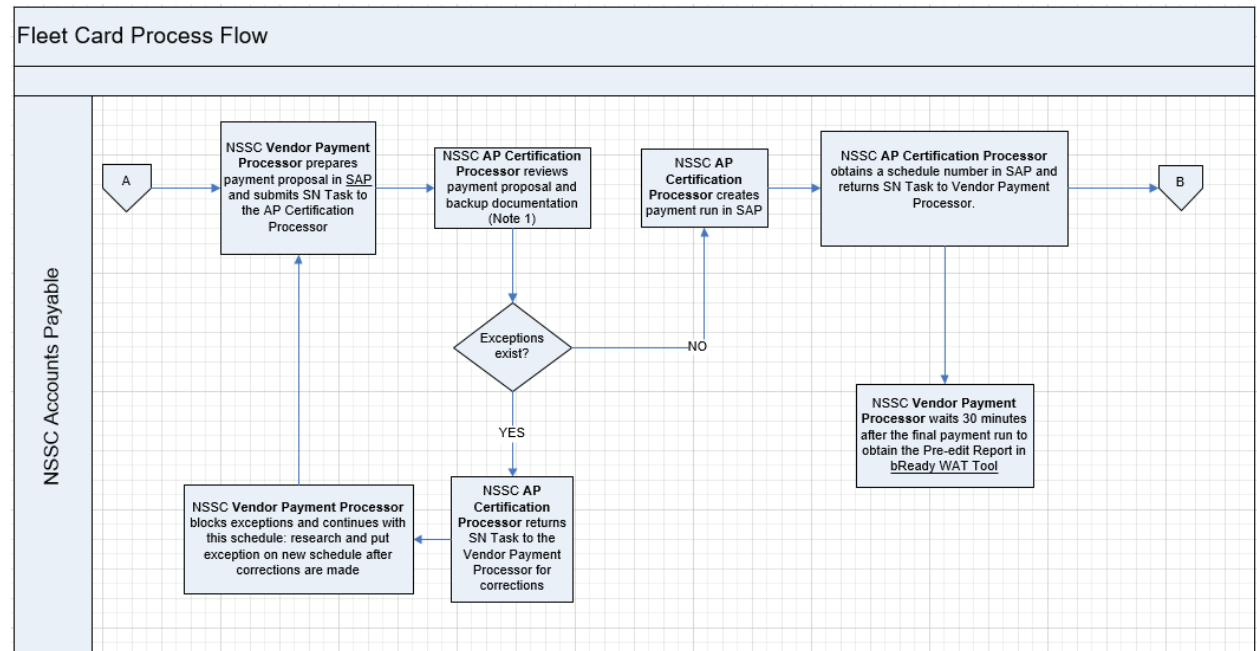 Fleet Card Process Flow
NSSC Accounts Payable
A
NSSC Vendor Payment
Processor prepares
payment proposal in SAP
and submits SN Task to
the AP Certification
Processor
NSSC AP Certification
Processor reviews
payment proposal and
backup documentation
(Note 1)
NSSC AP
Certification
Processor creates
payment run in SAP
NSSC AP Certification Processor
obtains a schedule number in SAP and
returns SN Task to Vendor Payment
Processor.
B
Exceptions
exist?
NO
YES
NSSC Vendor Payment
Processor waits 30 minutes
after the final payment run to
obtain the Pre-edit Report in
bReady WAT Tool
NSSC Vendor Payment Processor
blocks exceptions and continues with
this schedule: research and put
exception on new schedule after
corrections are made
NSSC AP
Certification
Processor returns
SN Task to the
Vendor Payment
Processor for
corrections